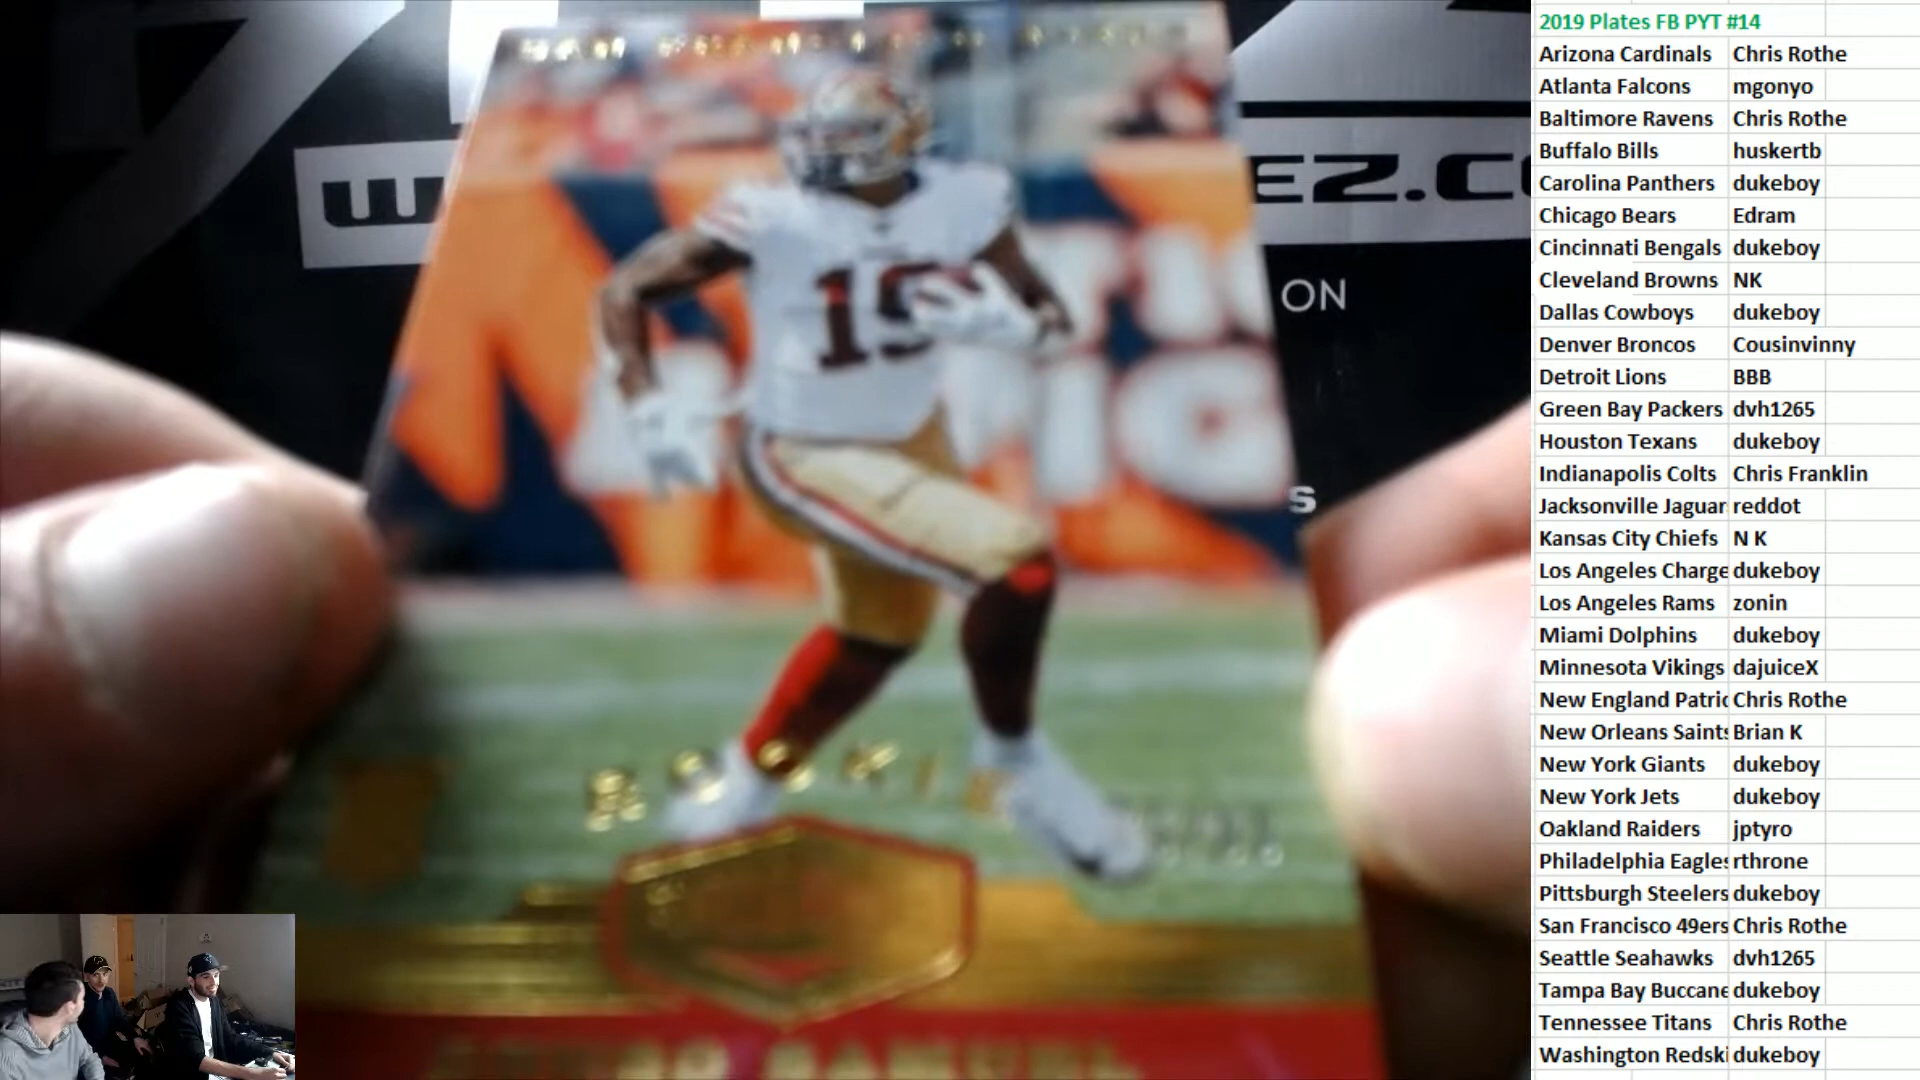 2019 Plates FB PYT #14
Arizona Cardinals Chris Rothe
Atlanta Falcons mgonyo
Baltimore Ravens Chris Rothe
Buffalo Bills huskertb
Carolina Panthers dukeboy
Chicago Bears Edram
Cincinnati Bengals dukeboy
Cleveland Browns NK
Dallas Cowboys dukeboy
Denver Broncos Cousinvinny
Detroit Lions BBB
Green Bay Packers dvh1265
Houston Texans dukeboy
Indianapolis Colts Chris Franklin
Jacksonville Jaguar reddot
Kansas City Chiefs N K
Los Angeles Charge dukeboy
Los Angeles Rams zonin
Miami Dolphins dukeboy
Minnesota Vikings dajuiceX
New England Patric Chris Rothe
New Orleans Saints Brian K
New York Giants dukeboy
New York Jets dukeboy
Oakland Raiders jptyro
Philadelphia Eagles rthrone
Pittsburgh Steelers dukeboy
San Francisco 49ers Chris Rothe
Seattle Seahawks dvh1265
Tampa Bay Buccane dukeboy
Tennessee Titans Chris Rothe
Washington Redski dukeboy
W
EZ.C
ON
S
15
ROOKIE